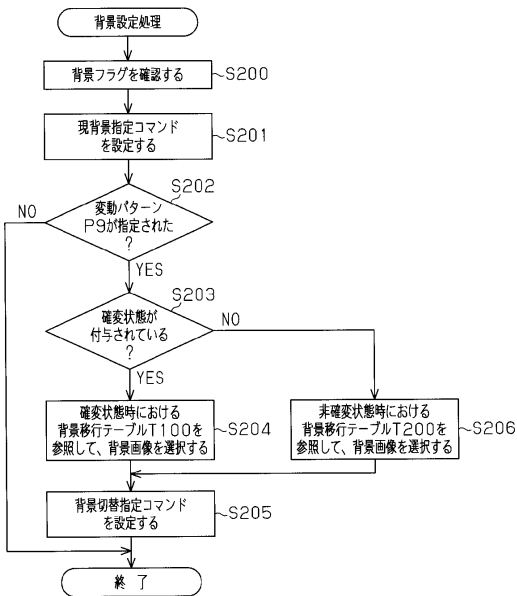 背景設定処理
背景フラグを確認する
S200
現背景指定コマンド
を設定する
S201
S202
変動パターン
P9が指定された
?
NO
YES
S203
確変状態が
付与されている
?
NO
YES
確変状態時における
背景移行テーブルT100を
参照して、背景画像を選択する
S204
非確変状態時における
背景移行テーブルT200を
参照して、背景画像を選択する
S206
背景切替指定コマンド
を設定する
S205
終 了